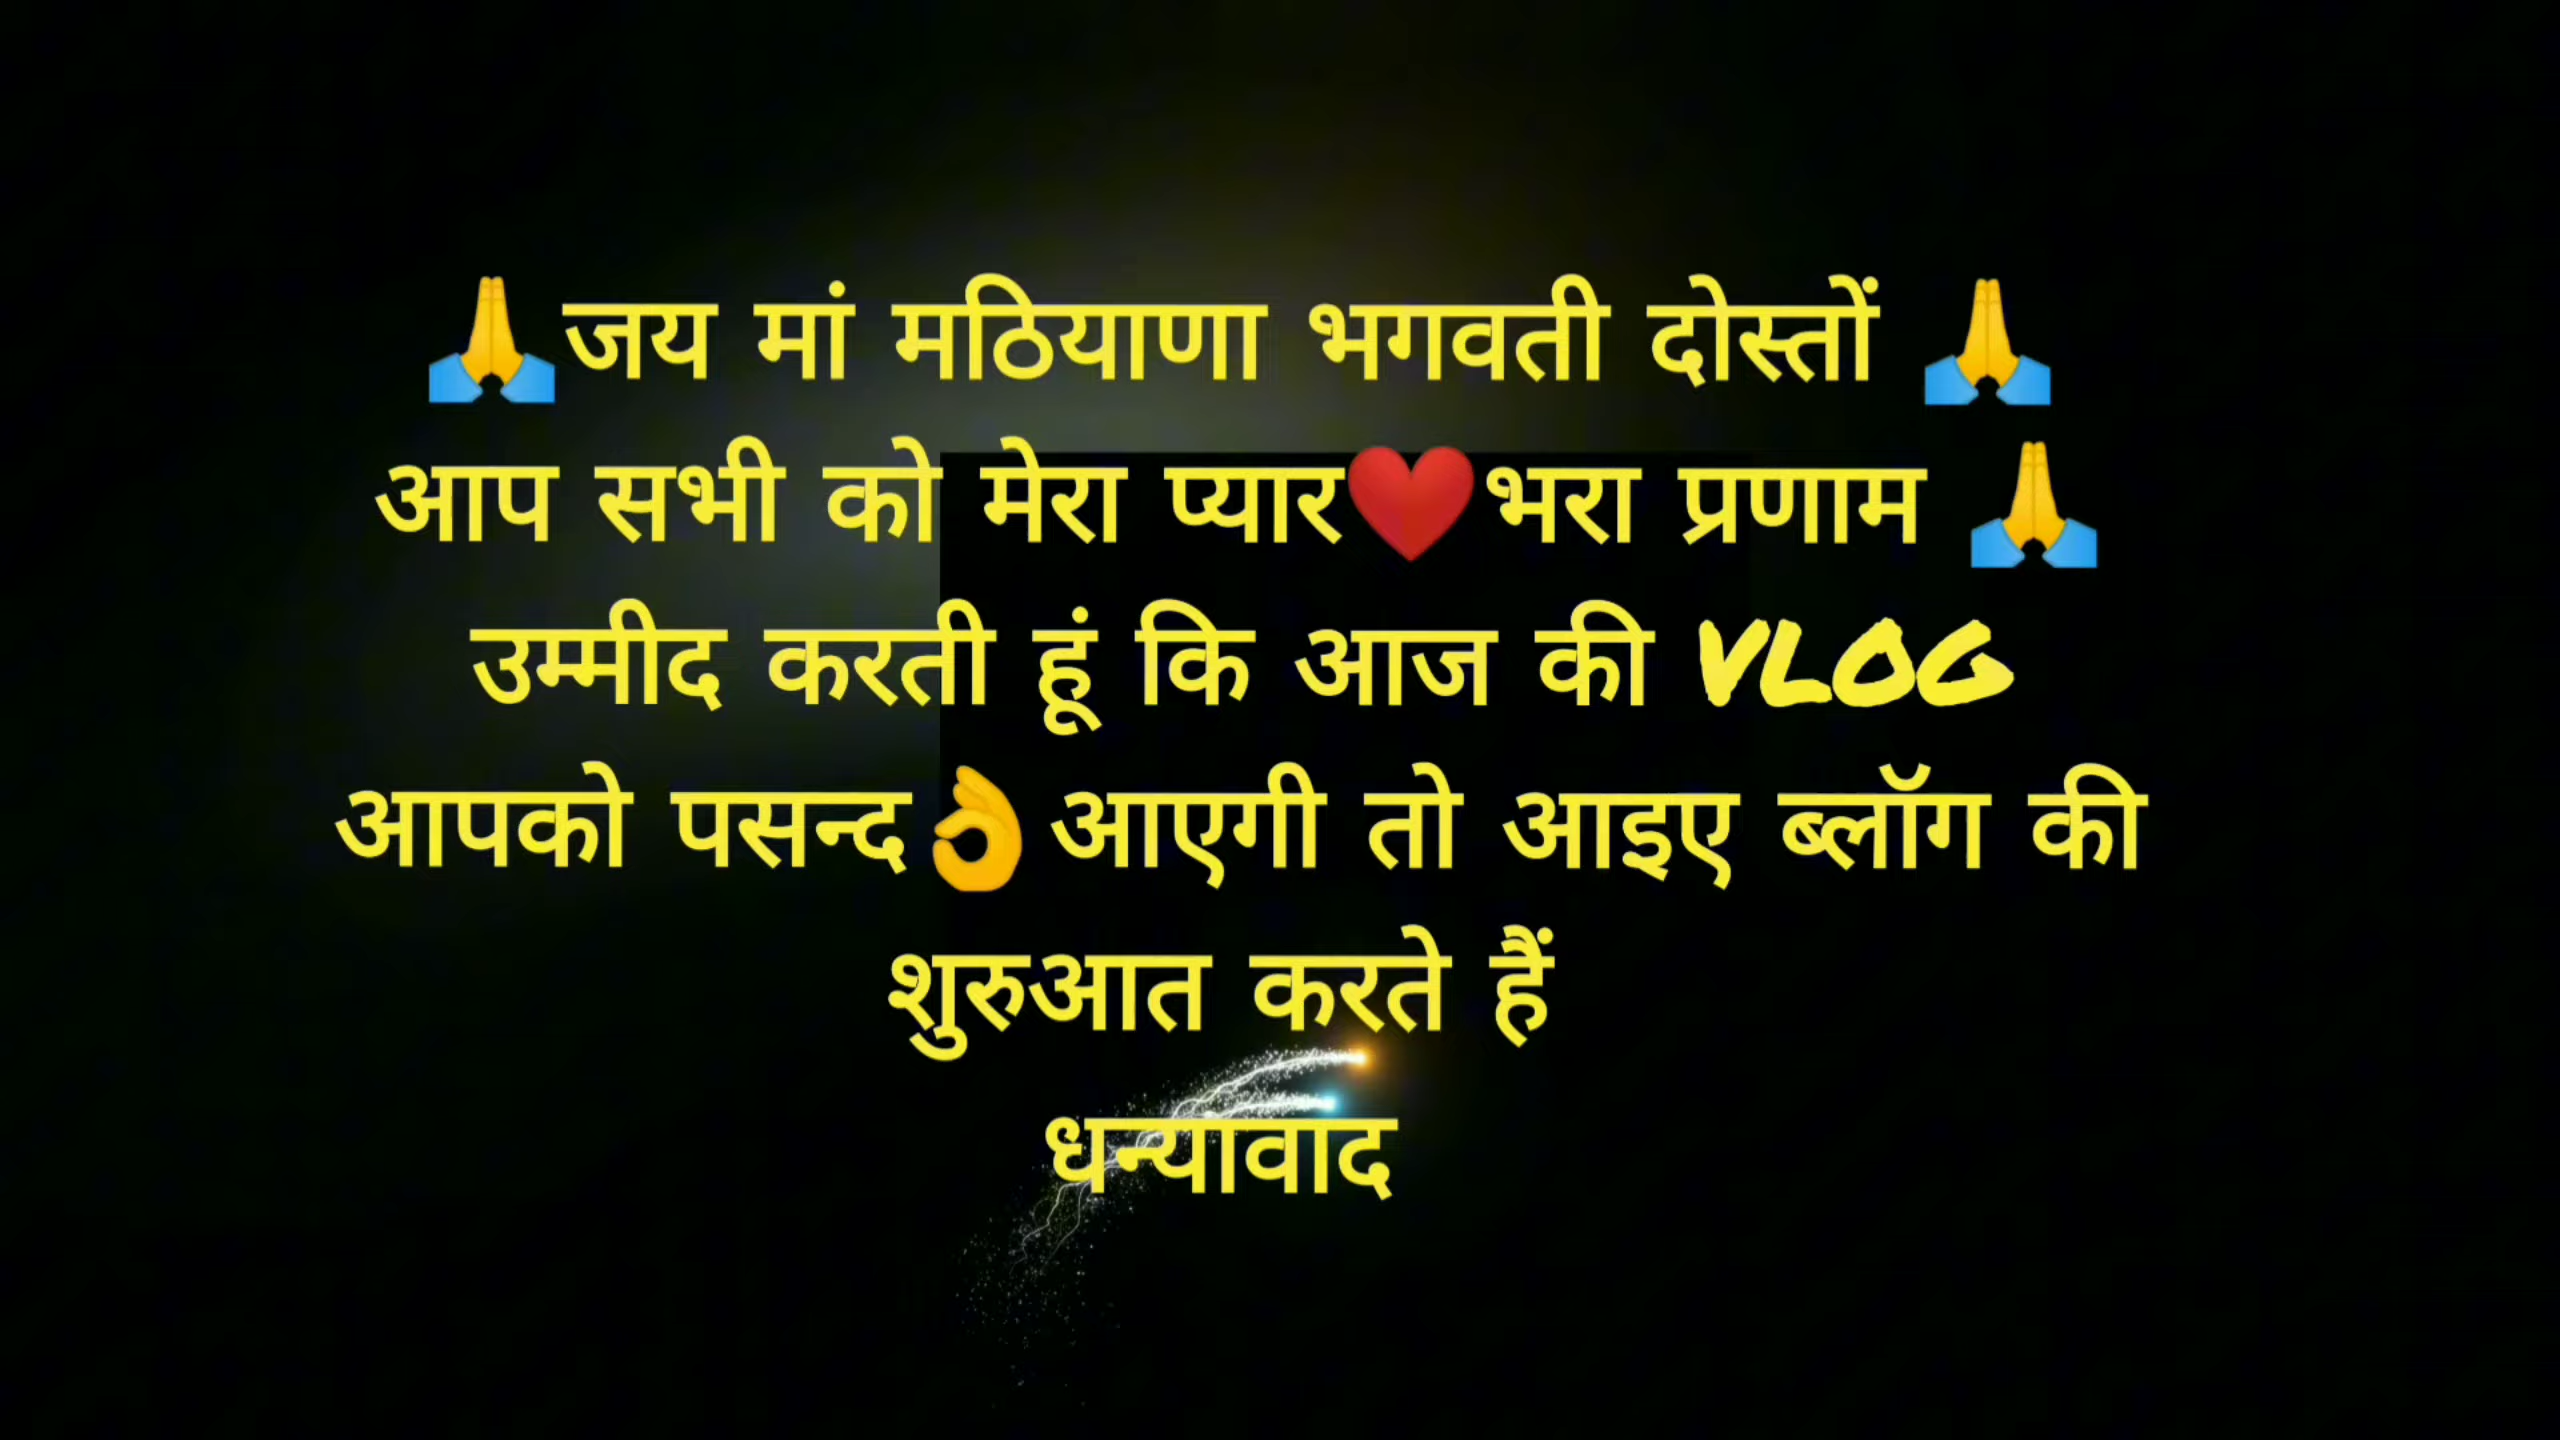 🙏जय मां मठियाणा भगवती दोस्तों 🙏
आप सभी को मेरा प्यार❤️भरा प्रणाम 🙏
उम्मीद करती हूं कि आज की VLOG
आपको पसन्द👌आएगी तो आइए ब्लॉग की
शुरुआत करते हैं
धन्यावाद